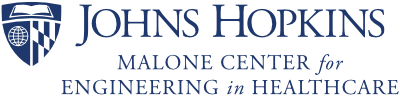 JOHNS HOPKINS
MALONE CENTER for
ENGINEERING in HEALTHCARE